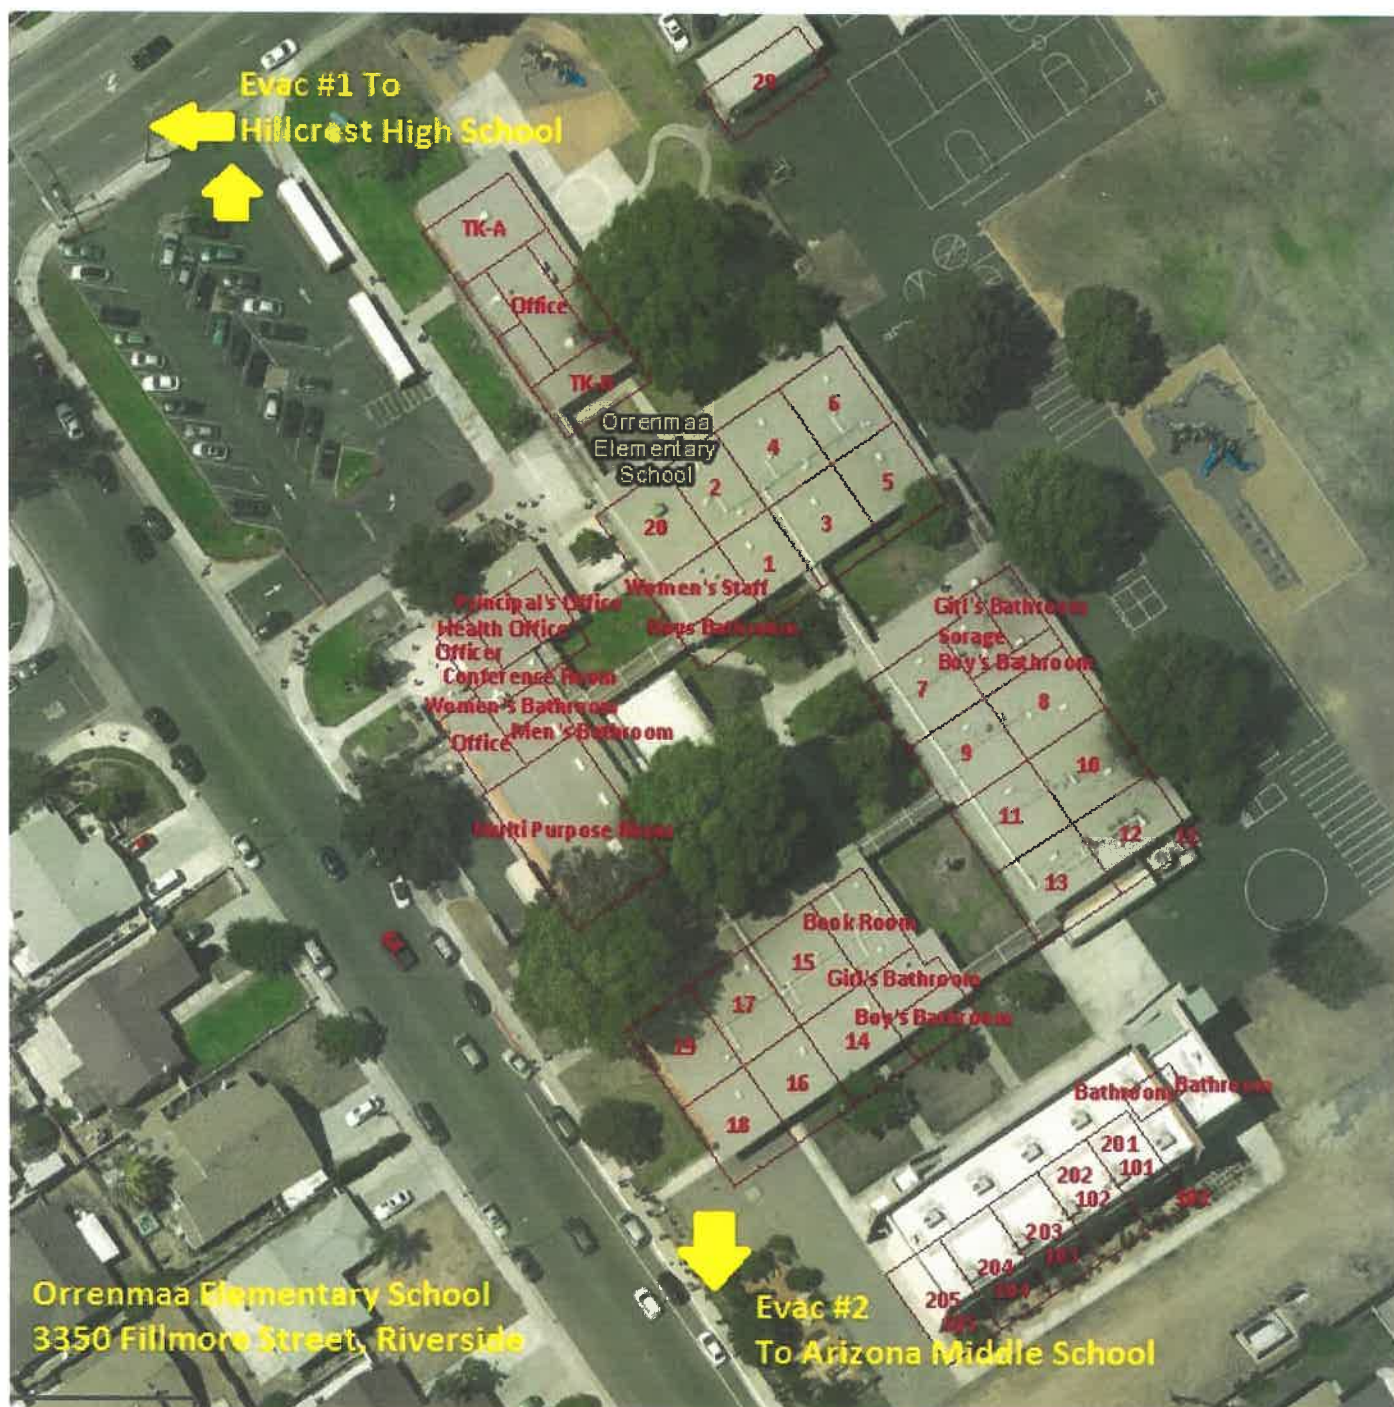 Evac #1 To
Hillcrest High School
29
TK-A
Office
Orrenmaa
Elementary
School
6
4
2
5
20
3
1
Women's Staff
Boys Bathroom
Principal's Office
Health Office
Officer
Conference Room
Women's Bathroom
Men's Bathroom
Office
Multi Purpose Room
Girl's Bathroom
Sorage
Boy's Bathroom
7
8
9
10
11
12
13
Book Room
15
Girl's Bathroom
17
Boy's Bathroom
14
19
16
18
Bathroom
Bathroom
201
101
202
102
203
103
204
104
205
105
Orrenmaa Elementary School
3350 Fillmore Street, Riverside
Evac #2
To Arizona Middle School